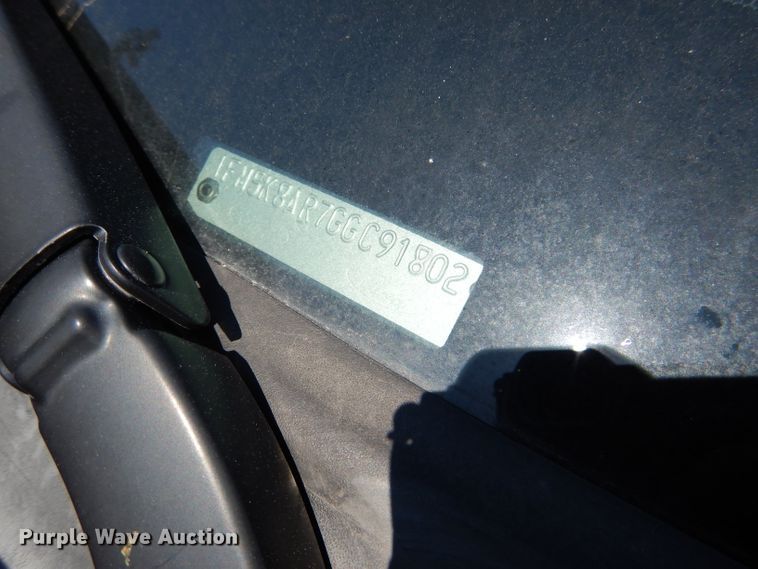 1FM5K8AR7GGC91802
Purple Wave Auction